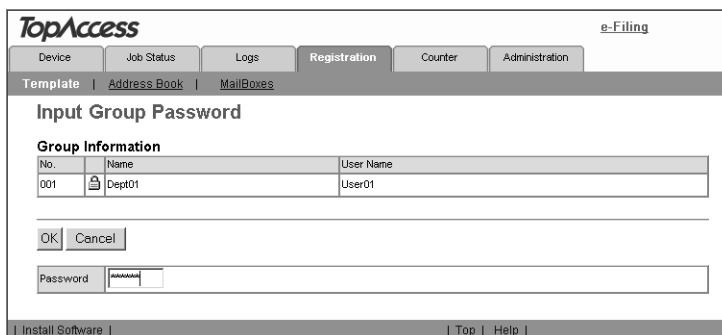 TopAccess
e-Filing
Device Job Status Logs Registration Counter Administration
Template | Address Book | MailBoxes
Input Group Password
Group Information
No. Name User Name
001 Dept01 User01
OK Cancel
Password ******
| Install Software | | Top | Help |